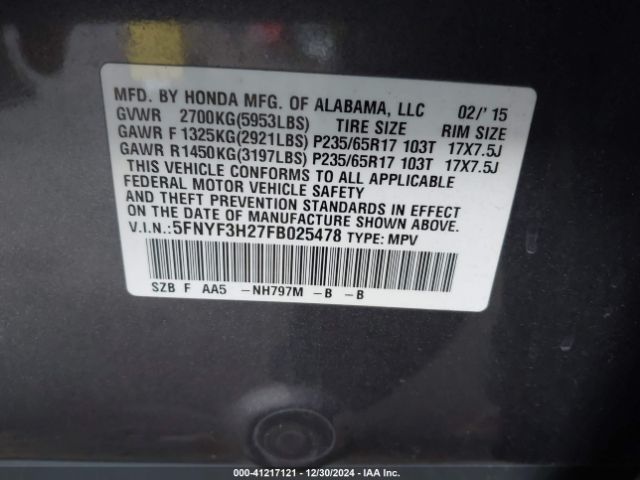 MFD. BY HONDA MFG. OF ALABAMA, LLC 02/' 15
GVWR 2700KG(5953LBS) TIRE SIZE RIM SIZE
GAWR F 1325KG(2921LBS) P235/65R17 103T 17X7.5J
GAWR R1450KG(3197LBS) P235/65R17 103T 17X7.5J
THIS VEHICLE CONFORMS TO ALL APPLICABLE
FEDERAL MOTOR VEHICLE SAFETY
AND THEFT PREVENTION STANDARDS IN EFFECT
ON THE DATE OF MANUFACTURE SHOWN ABOVE.
V.I.N.:5FNYF3H27FB025478 TYPE: MPV
SZB F AA5 -NH797M -B -B
000-41217121 - 12/30/2024 - IAA Inc.